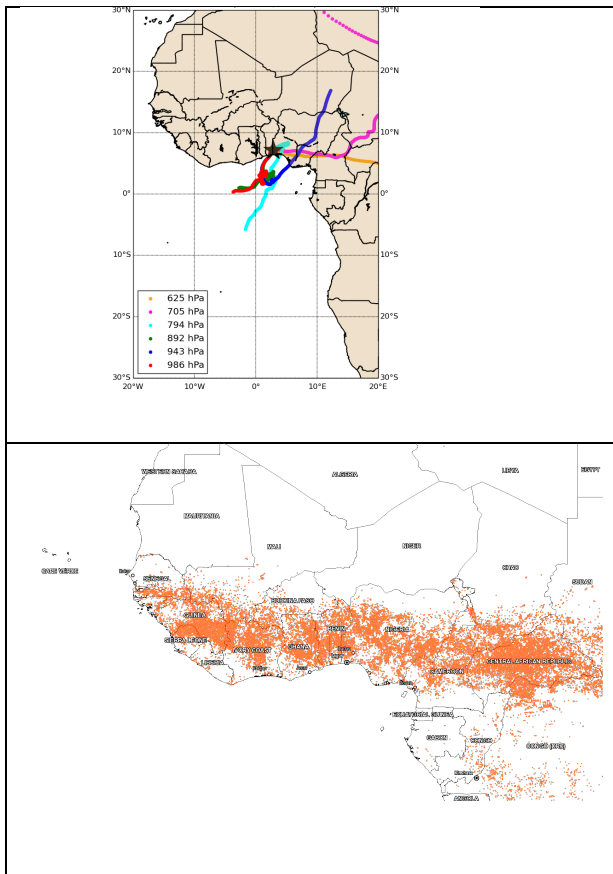 30°N 30°N
20°N 20°N
10°N 10°N
0° 0°
10°S 10°S
20°S 20°S
625 hPa
705 hPa
794 hPa
892 hPa
943 hPa
986 hPa
30°S 30°S
20°W 10°W 0° 10°E 20°E
WESTERN SAHARA
ALGERIA
LIBYA
EGYPT
MAURITANIA
MALI
NIGER
CAPE VERDE
CHAD
SUDAN
Dakar
SENEGAL
BURKINA FASO
GUINEA
BENIN
NIGERIA
SIERRA LEONE
IVORY COAST
GHANA
LIBERIA
CENTRAL AFRICAN REPUBLIC
CAMEROON
EQUATORIAL GUINEA
GABON
CONGO
CONGO (DRC)
ANGOLA